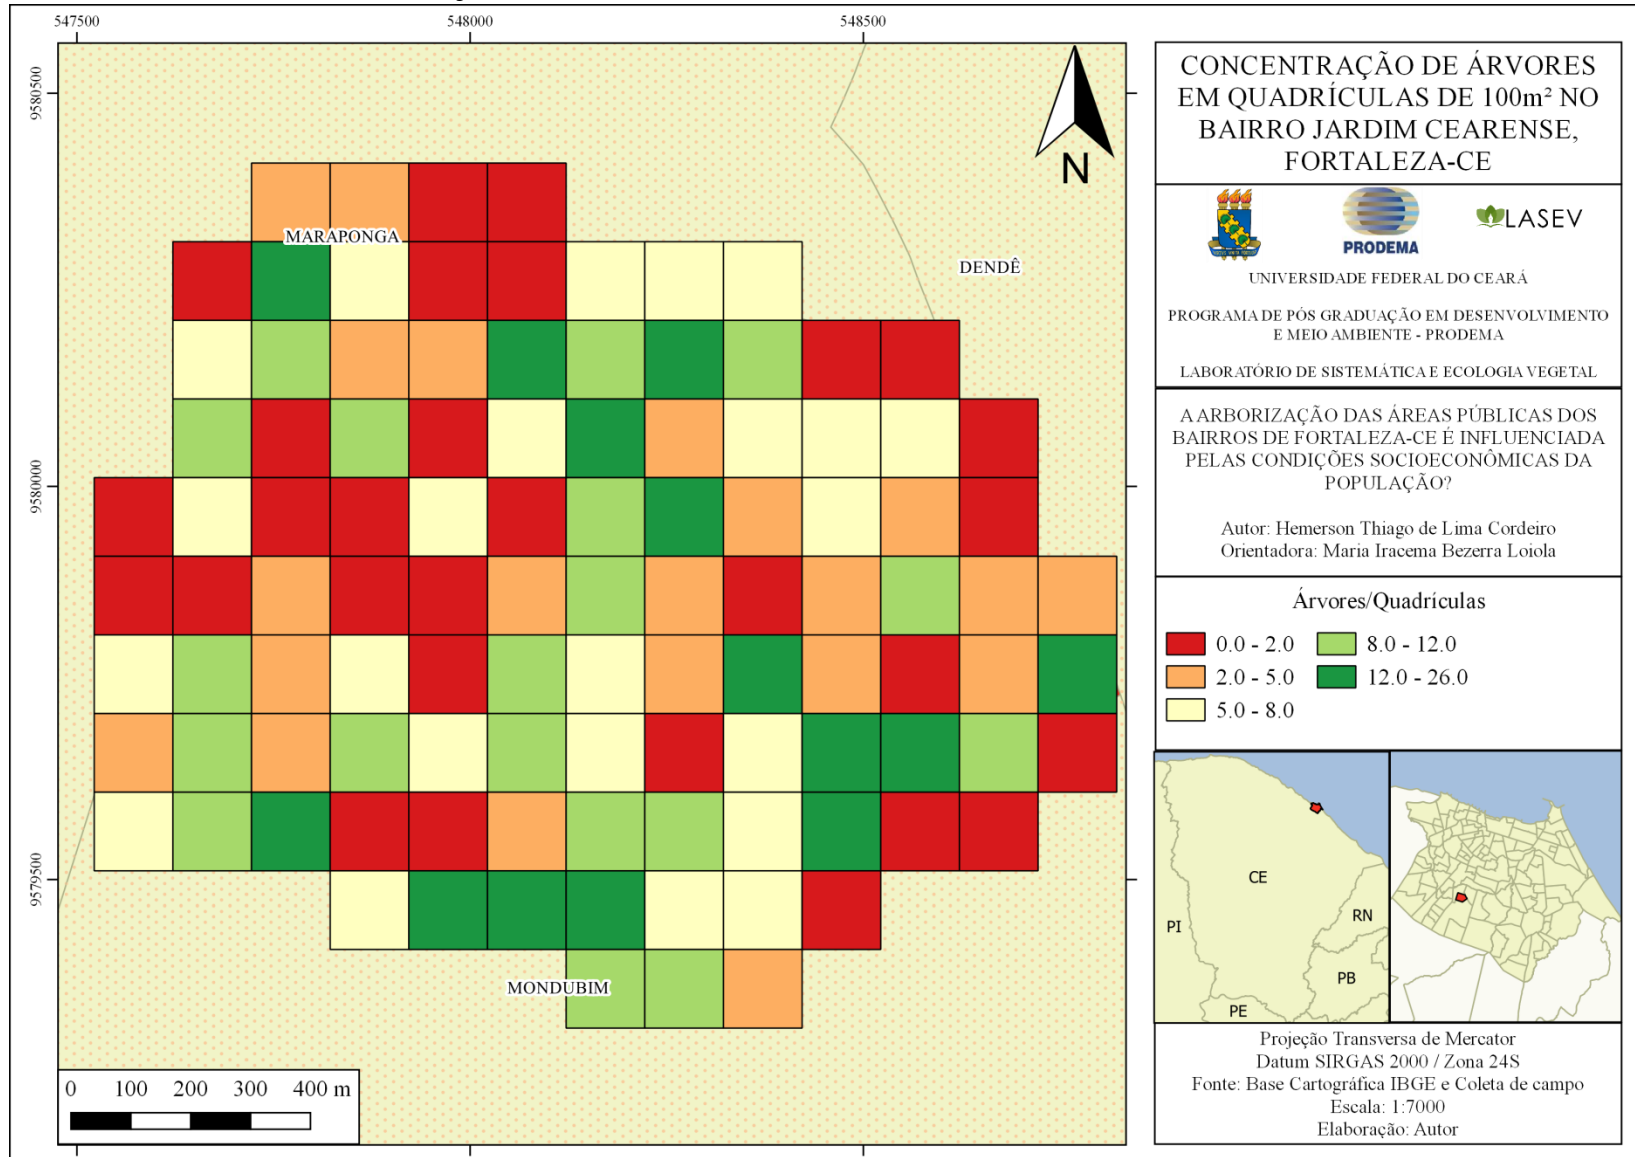 547500
548000
548500
9580500
9580000
9579500
MARAPONGA
DENDÊ
MONDUBIM
N
0 100 200 300 400 m
CONCENTRAÇÃO DE ÁRVORES
EM QUADRÍCULAS DE 100m² NO
BAIRRO JARDIM CEARENSE,
FORTALEZA-CE
PRODEMA
LASEV
UNIVERSIDADE FEDERAL DO CEARÁ
PROGRAMA DE PÓS GRADUAÇÃO EM DESENVOLVIMENTO
E MEIO AMBIENTE - PRODEMA
LABORATÓRIO DE SISTEMÁTICA E ECOLOGIA VEGETAL
A ARBORIZAÇÃO DAS ÁREAS PÚBLICAS DOS
BAIRROS DE FORTALEZA-CE É INFLUENCIADA
PELAS CONDIÇÕES SOCIOECONÔMICAS DA
POPULAÇÃO?
Autor: Hemerson Thiago de Lima Cordeiro
Orientadora: Maria Iracema Bezerra Loiola
Árvores/Quadrículas
0.0 - 2.0
2.0 - 5.0
5.0 - 8.0
8.0 - 12.0
12.0 - 26.0
CE
PI
RN
PB
PE
Projeção Transversa de Mercator
Datum SIRGAS 2000 / Zona 24S
Fonte: Base Cartográfica IBGE e Coleta de campo
Escala: 1:7000
Elaboração: Autor